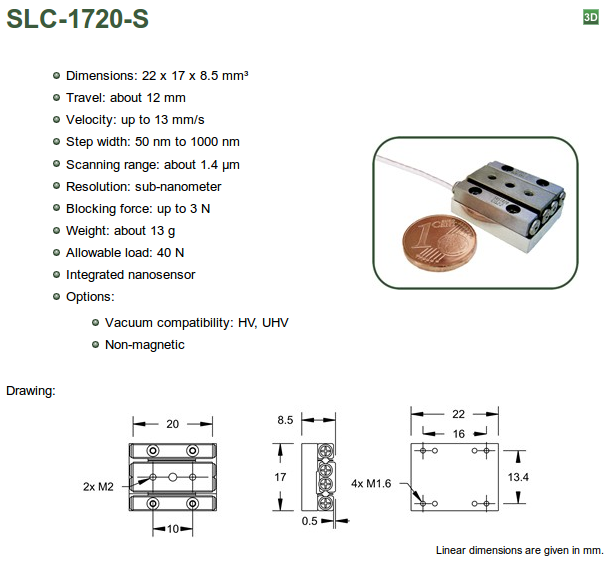 SLC-1720-S
3D
Dimensions: 22 x 17 x 8.5 mm³
Travel: about 12 mm
Velocity: up to 13 mm/s
Step width: 50 nm to 1000 nm
Scanning range: about 1.4 µm
Resolution: sub-nanometer
Blocking force: up to 3 N
Weight: about 13 g
Allowable load: 40 N
Integrated nanosensor
Options:
Vacuum compatibility: HV, UHV
Non-magnetic
1
Drawing:
20
8.5
22
16
2x M2
17
4x M1.6
13.4
10
0.5
Linear dimensions are given in mm.